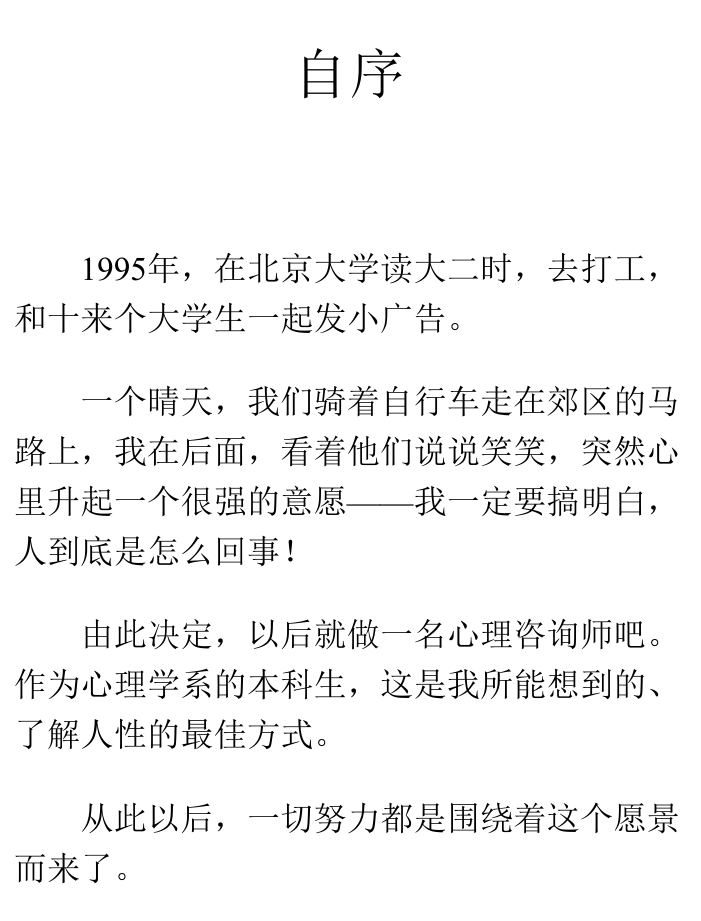 自序
1995年，在北京大学读大二时，去打工，
和十来个大学生一起发小广告。
一个晴天，我们骑着自行车走在郊区的马
路上，我在后面，看着他们说说笑笑，突然心
里升起一个很强的意愿——我一定要搞明白，
人到底是怎么回事！
由此决定，以后就做一名心理咨询师吧。
作为心理学系的本科生，这是我所能想到的、
了解人性的最佳方式。
从此以后，一切努力都是围绕着这个愿景
而来了。